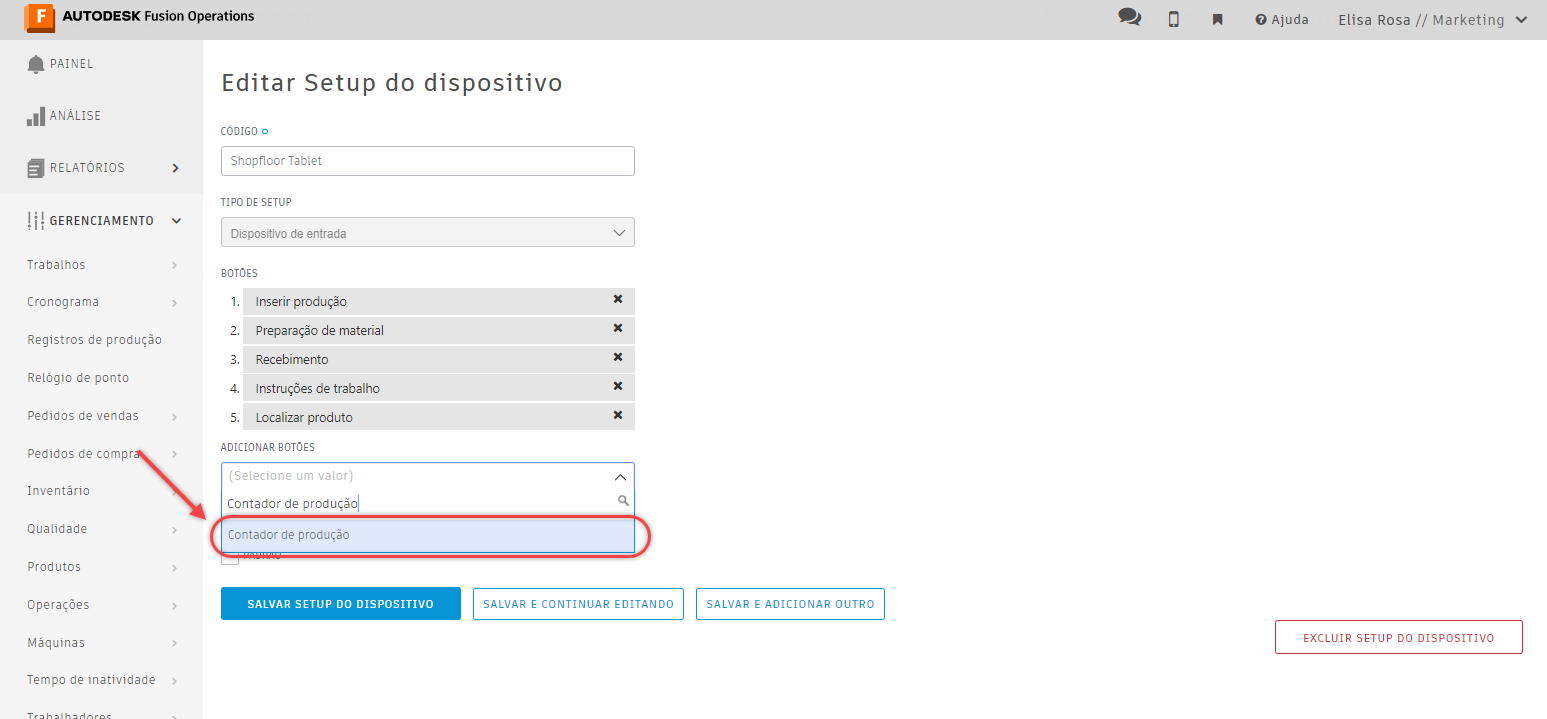 F AUTODESK Fusion Operations
Ajuda
Elisa Rosa // Marketing
PAINEL
ANÁLISE
RELATÓRIOS
GERENCIAMENTO
Trabalhos
Cronograma
Registros de produção
Relógio de ponto
Pedidos de vendas
Pedidos de compra
Inventário
Qualidade
Produtos
Operações
Máquinas
Tempo de inatividade
Trabalhadores
Editar Setup do dispositivo
CÓDIGO
Shopfloor Tablet
TIPO DE SETUP
Dispositivo de entrada
BOTÕES
1. Inserir produção
2. Preparação de material
3. Recebimento
4. Instruções de trabalho
5. Localizar produto
ADICIONAR BOTÕES
(Selecione um valor)
Contador de produção
Contador de produção
PADRÃO
SALVAR SETUP DO DISPOSITIVO
SALVAR E CONTINUAR EDITANDO
SALVAR E ADICIONAR OUTRO
EXCLUIR SETUP DO DISPOSITIVO